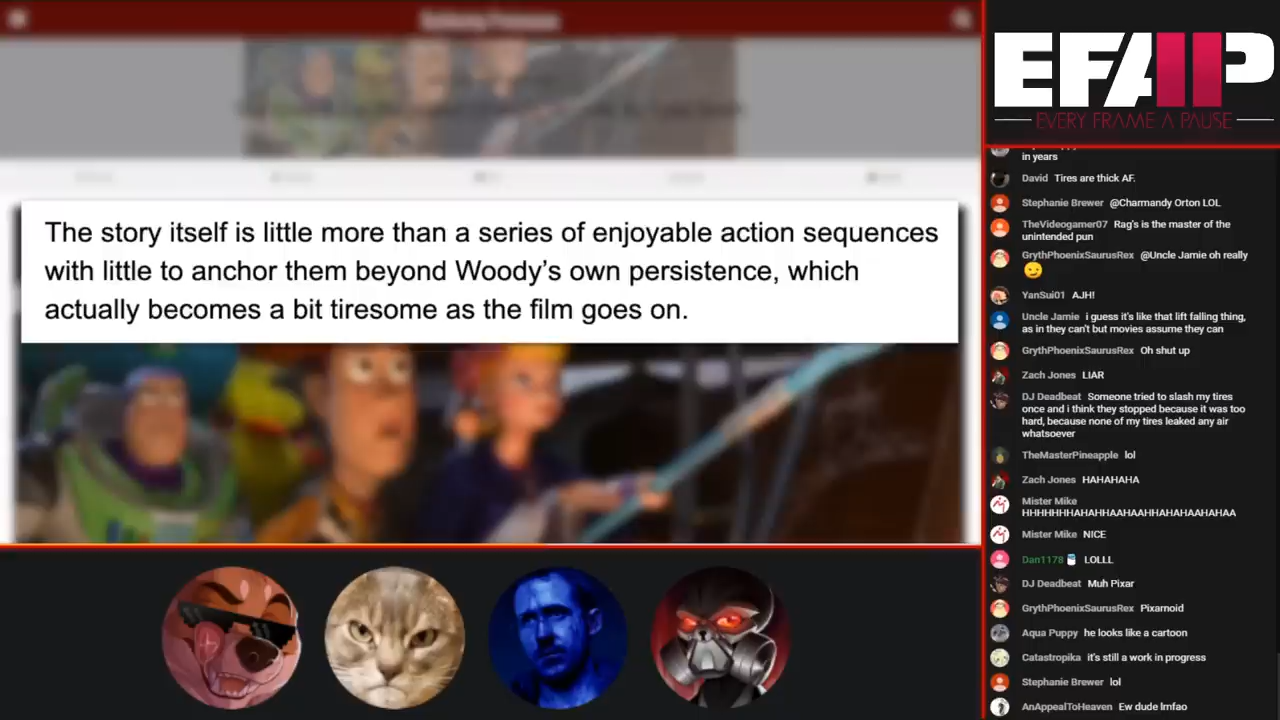 The story itself is little more than a series of enjoyable action sequences
with little to anchor them beyond Woody’s own persistence, which
actually becomes a bit tiresome as the film goes on.
EFAP
EVERY FRAME A PAUSE
in years
David Tires are thick AF.
Stephanie Brewer @Charmandy Orton LOL
TheVideogamer07 Rag's is the master of the
unintended pun
GrythPhoenixSaurusRex @Uncle Jamie oh really
YanSui01 AJH!
Uncle Jamie i guess it's like that lift falling thing,
as in they can't but movies assume they can
GrythPhoenixSaurusRex Oh shut up
Zach Jones LIAR
DJ Deadbeat Someone tried to slash my tires
once and i think they stopped because it was too
hard, because none of my tires leaked any air
whatsoever
TheMasterPineapple lol
Zach Jones HAHAHAHA
Mister Mike
HHHHHHHAHAHHAAHAAHHAHAHAAHAHAA
Mister Mike NICE
Dan1178 LOLLL
DJ Deadbeat Muh Pixar
GrythPhoenixSaurusRex Pixarnoid
Aqua Puppy he looks like a cartoon
Catastropika it's still a work in progress
Stephanie Brewer lol
AnAppealToHeaven Ew dude lmfao